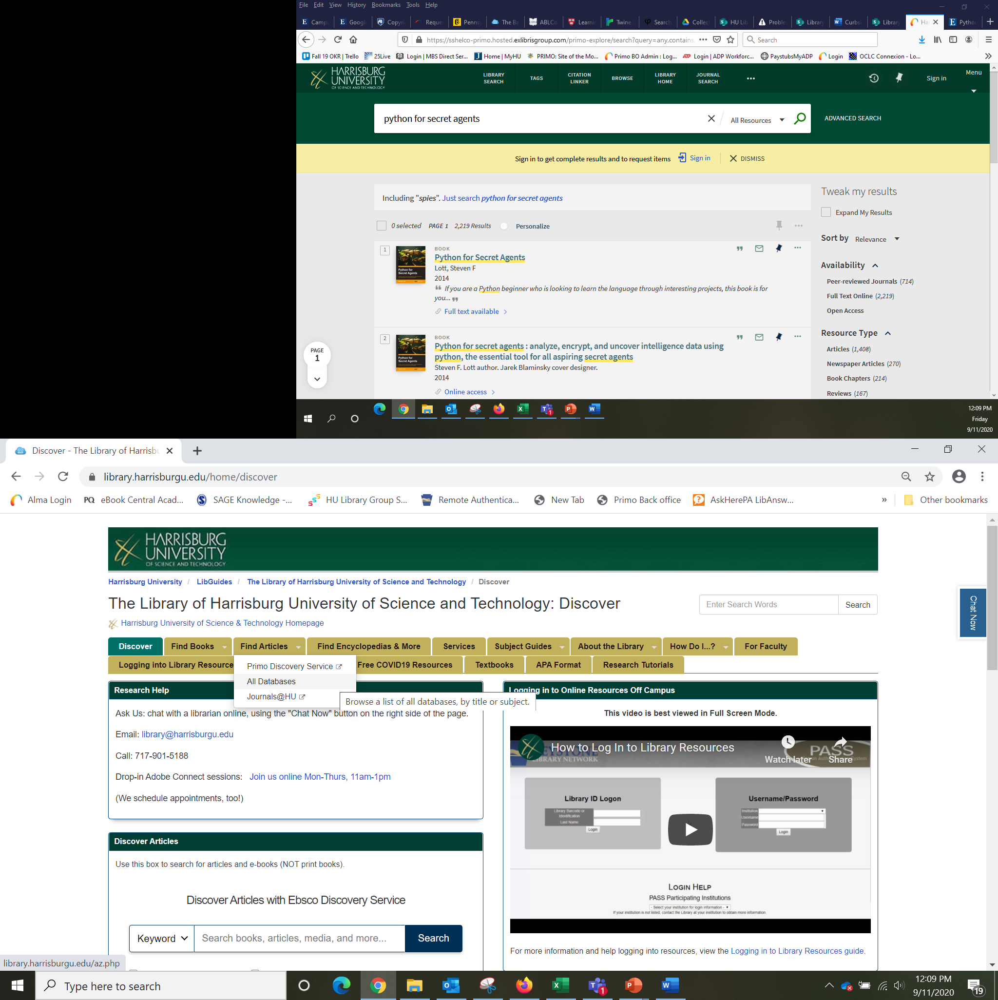 File Edit View History Bookmarks Tools Help
E Camp E Googl Copyri Reque Penns The Ba ABLCo Learni Twine Search Collec HU Lib Proble Library Curbsi Library Ha Pytho
https://sshelco-primo.hosted.exlibrisgroup.com/primo-explore/search?query=any,contains Search
Fall 19 OKR | Trello 25Live Login | MBS Direct Ser... Home | MyHU PRIMO: Site of the Mo... Primo BO Admin : Log... Login | ADP Workforc... PaystubsMyADP Login OCLC Connexion - Lo...
HARRISBURG
UNIVERSITY
OF SCIENCE AND TECHNOLOGY
LIBRARY SEARCH TAGS CITATION LINKER BROWSE LIBRARY HOME JOURNAL SEARCH ••• Sign in Menu
python for secret agents All Resources ADVANCED SEARCH
Sign in to get complete results and to request items Sign in DISMISS
Including "spies". Just search python for secret agents
0 selected PAGE 1 2,219 Results Personalize
1
Python for
Secret Agents
BOOK
Python for Secret Agents
Lott, Steven F
2014
If you are a Python beginner who is looking to learn the language through interesting projects, this book is for
you...
Full text available
2
Python for
Secret Agents
BOOK
Python for secret agents : analyze, encrypt, and uncover intelligence data using
python, the essential tool for all aspiring secret agents
Steven F. Lott author. Jarek Blaminsky cover designer.
2014
Online access
PAGE
1
Tweak my results
Expand My Results
Sort by Relevance
Availability
Peer-reviewed Journals (714)
Full Text Online (2,219)
Open Access
Resource Type
Articles (1,408)
Newspaper Articles (270)
Book Chapters (214)
Reviews (167)
12:09 PM
Friday
9/11/2020
Discover - The Library of Harrisbu
library.harrisburgu.edu/home/discover
Alma Login PQ eBook Central Acad... SAGE Knowledge -... HU Library Group S... Remote Authentica... New Tab Primo Back office AskHerePA LibAnsw... » Other bookmarks
HARRISBURG
UNIVERSITY
OF SCIENCE AND TECHNOLOGY
Harrisburg University / LibGuides / The Library of Harrisburg University of Science and Technology / Discover
The Library of Harrisburg University of Science and Technology: Discover
Enter Search Words Search
Chat Now
Harrisburg University of Science & Technology Homepage
Discover Find Books Find Articles Find Encyclopedias & More Services Subject Guides About the Library How Do I...? For Faculty
Logging into Library Resource Free COVID19 Resources Textbooks APA Format Research Tutorials
Primo Discovery Service
All Databases
Journals@HU
Browse a list of all databases, by title or subject.
Research Help
Ask Us: chat with a librarian online, using the "Chat Now" button on the right side of the page.
Email: library@harrisburgu.edu
Call: 717-901-5188
Drop-in Adobe Connect sessions: Join us online Mon-Thurs, 11am-1pm
(We schedule appointments, too!)
Discover Articles
Use this box to search for articles and e-books (NOT print books).
Discover Articles with Ebsco Discovery Service
Keyword Search books, articles, media, and more... Search
Logging in to Online Resources Off Campus
This video is best viewed in Full Screen Mode.
How to Log In to Library Resources
LIBRARY NETWORK
PASS
Watch later Share
Library ID Logon
Library Barcode or
Identification
Last Name
Login
Username/Password
Institution
Username
Password
Login
LOGIN HELP
PASS Participating Institutions
- Select your institution for login information -
If your institution is not listed, contact the Library at your institution to obtain more information
For more information and help logging into resources, view the Logging in to Library Resources guide.
library.harrisburgu.edu/az.php
Type here to search
12:09 PM
9/11/2020
19